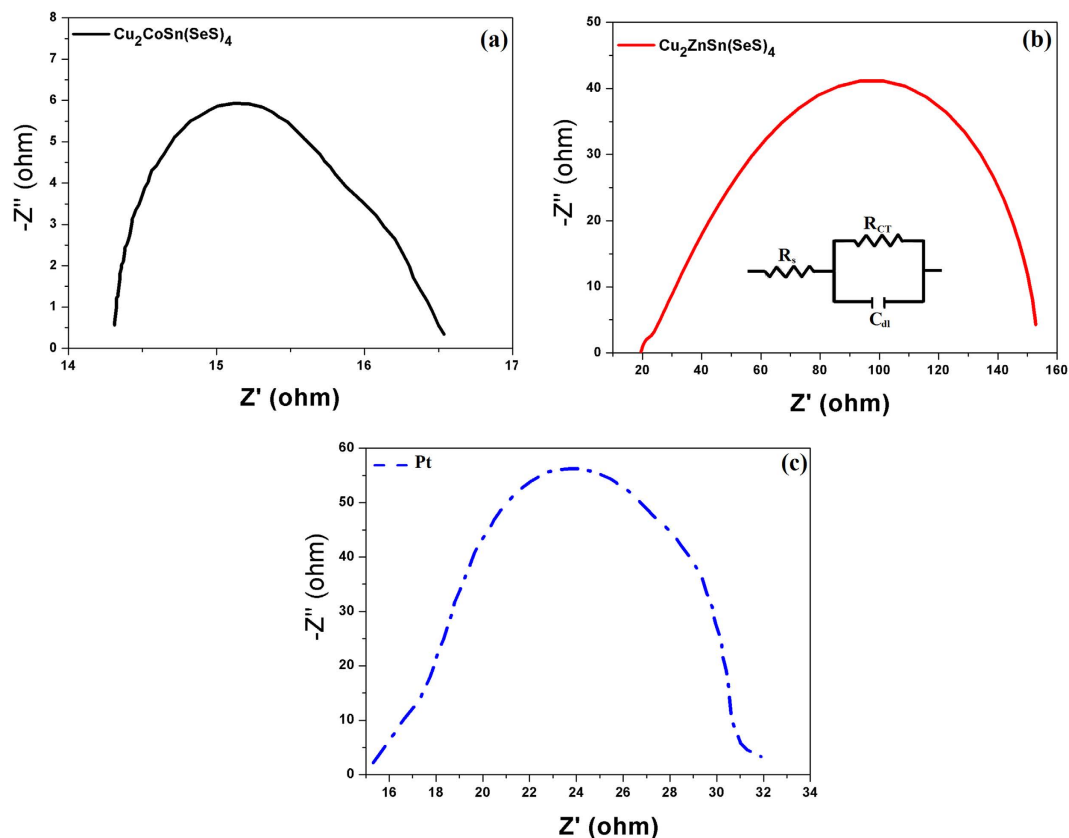 Cu2CoSn(SeS)4
(a)
8
7
6
5
4
3
2
1
0
-Z'' (ohm)
14
15
16
17
Z' (ohm)
Cu2ZnSn(SeS)4
(b)
50
40
30
20
10
0
-Z'' (ohm)
Rs
RCT
Cdl
20
40
60
80
100
120
140
160
Z' (ohm)
Pt
(c)
60
50
40
30
20
10
0
-Z'' (ohm)
16
18
20
22
24
26
28
30
32
34
Z' (ohm)